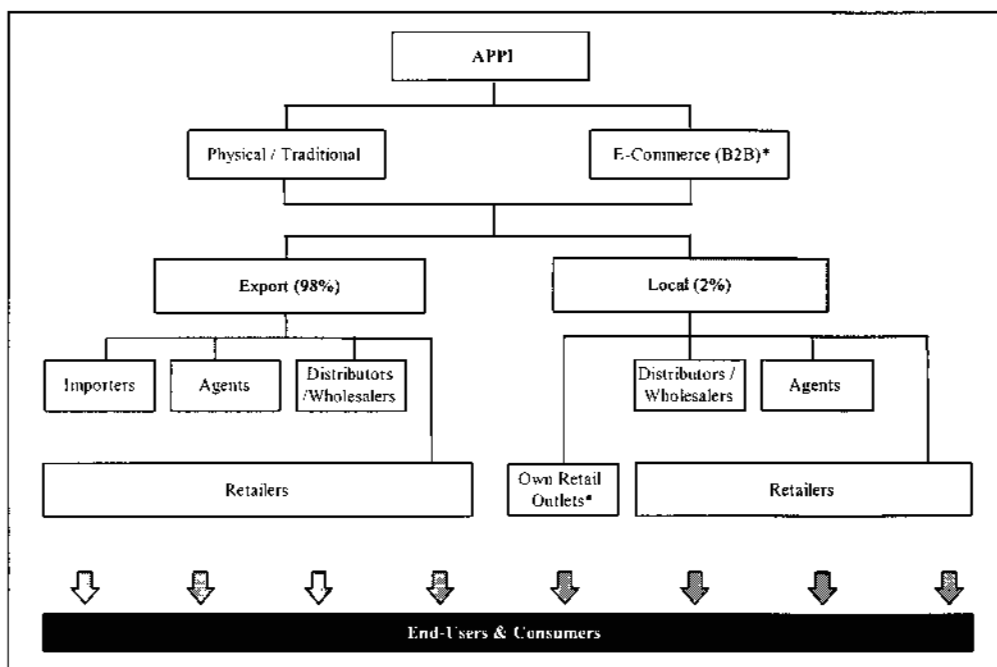 APPI
Physical / Traditional
E-Commerce (B2B)*
Export (98%)
Local (2%)
Importers
Agents
Distributors
/Wholesalers
Distributors /
Wholesalers
Agents
Retailers
Own Retail
Outlets*
Retailers
End-Users & Consumers